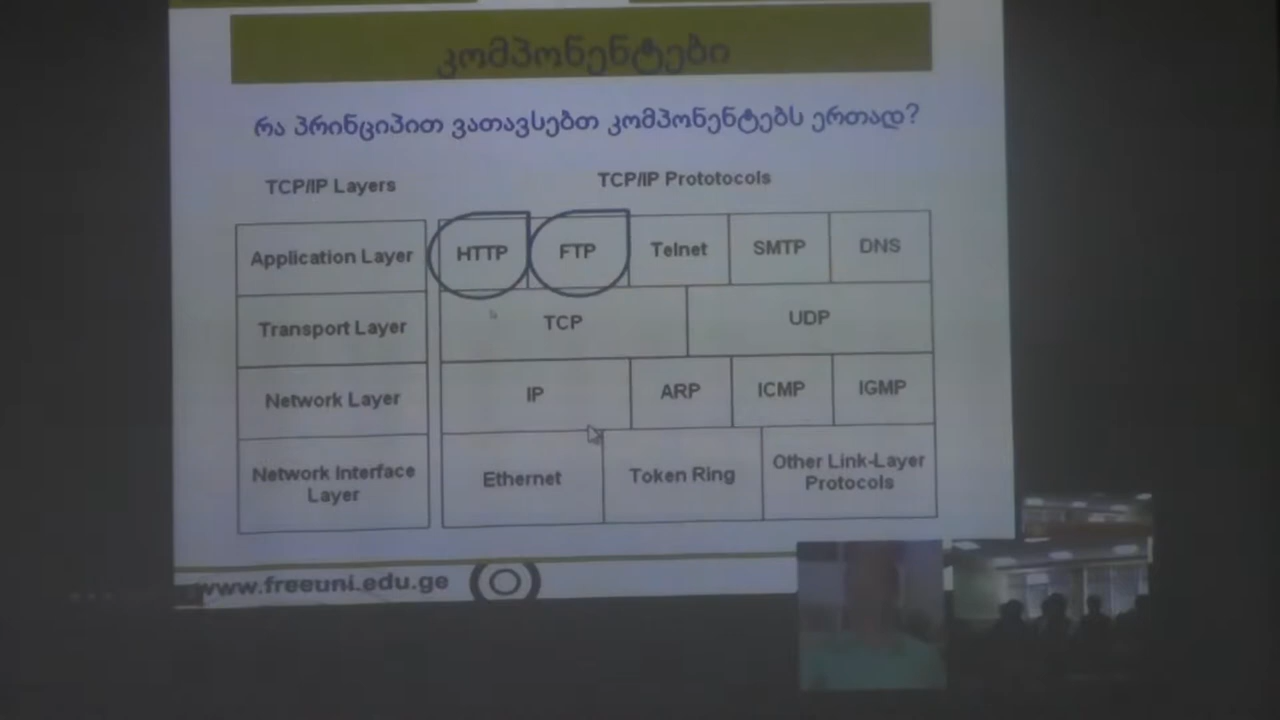 კომპონენტები
რა პრინციპით ვათავსებთ კომპონენტებს ერთად?
TCP/IP Layers
TCP/IP Prototocols
Application Layer
HTTP
FTP
Telnet
SMTP
DNS
Transport Layer
TCP
UDP
Network Layer
IP
ARP
ICMP
IGMP
Network Interface
Layer
Ethernet
Token Ring
Other Link-Layer
Protocols
www.freeuni.edu.ge